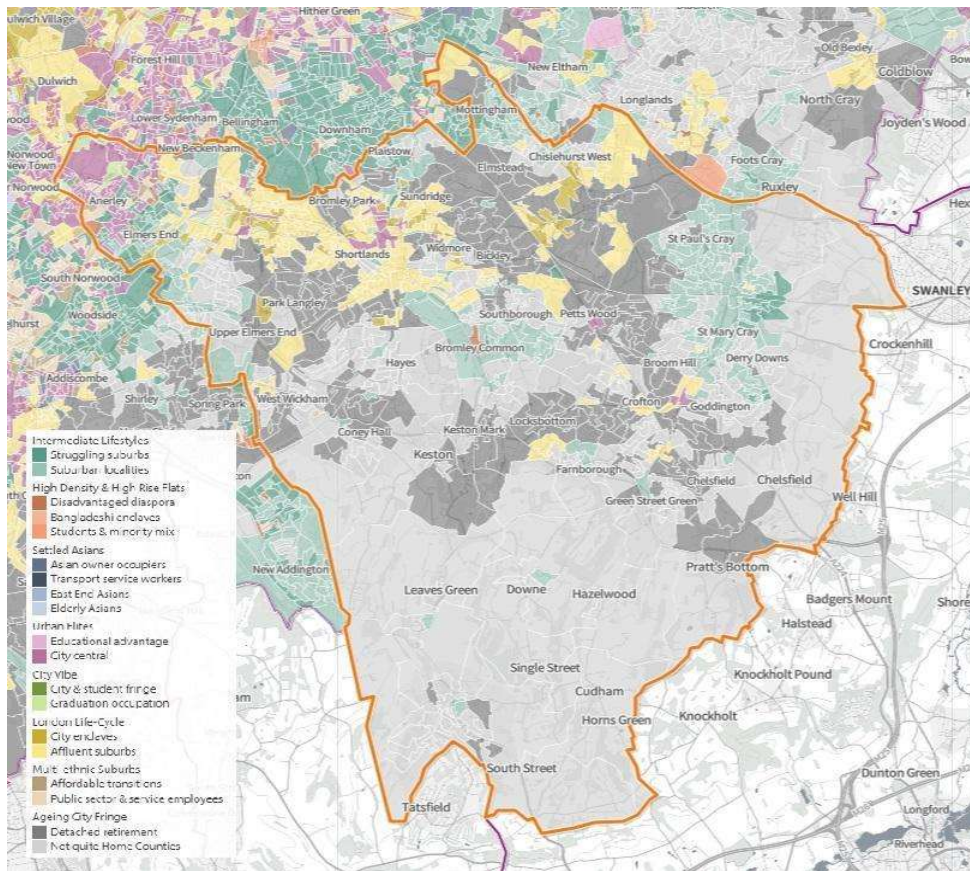 Hither Green
Dulwich Village
New Eltham
Old Bexley
Forest Hill
Dulwich
Coldblow
Longlands
North Cray
Lower Sydenham
Bellingham
Mottingham
Joyden's Wood
Downham
New Beckenham
Plaistow
Chislehurst West
Norwood
New Town
Elmstead
Foots Cray
Ruxley
Anerley
Bromley Park
Sundridge
Elmers End
St Paul's Cray
Widmore
Shortlands
Bickley
South Norwood
SWANLEY
Park Langley
Woodside
Southborough
Petts Wood
Upper Elmers End
St Mary Cray
Crockenhill
Bromley Common
Hayes
Broom Hill
Derry Downs
Addiscombe
Shirley
Spring Park
West Wickham
Crofton
Goddington
Locksbottom
Coney Hall
Keston Mark
Keston
Farnborough
Chelsfield
Chelsfield
Green Street Green
Well Hill
New Addington
Pratt's Bottom
Leaves Green
Downe
Hazelwood
Badgers Mount
Halstead
Single Street
Knockholt Pound
Cudham
Horns Green
Knockholt
South Street
Dunton Green
Tatsfield
Longford
Riverhead
Intermediate Lifestyles
Struggling suburbs
Suburban localities
High Density & High Rise Flats
Disadvantaged diaspora
Bangladeshi enclaves
Students & minority mix
Settled Asians
Asian owner occupiers
Transport service workers
East End Asians
Elderly Asians
Urban Elites
Educational advantage
City central
City Vibe
City & student fringe
Graduation occupation
London Life-Cycle
City enclaves
Affluent suburbs
Multi-ethnic Suburbs
Affordable transitions
Public sector & service employees
Ageing City Fringe
Detached retirement
Not quite Home Counties